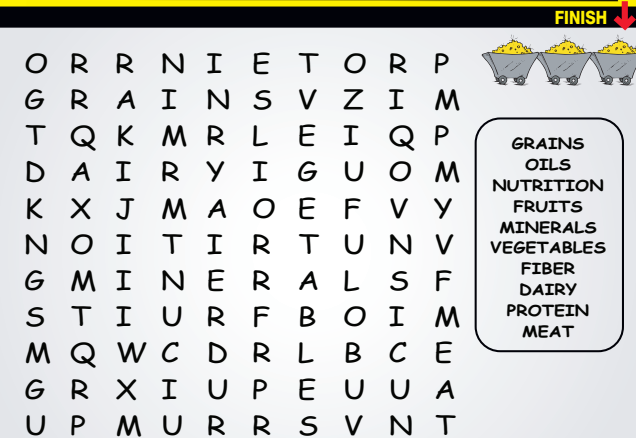 FINISH
O R R N I E T O R P
G R A I N S V Z I M
T Q K M R L E I Q P
D A I R Y I G U O M
K X J M A O E F V Y
N O I T I R T U N V
G M I N E R A L S F
S T I U R F B O I M
M Q W C D R L B C E
G R X I U P E U U A
U P M U R R S V N T
GRAINS
OILS
NUTRITION
FRUITS
MINERALS
VEGETABLES
FIBER
DAIRY
PROTEIN
MEAT